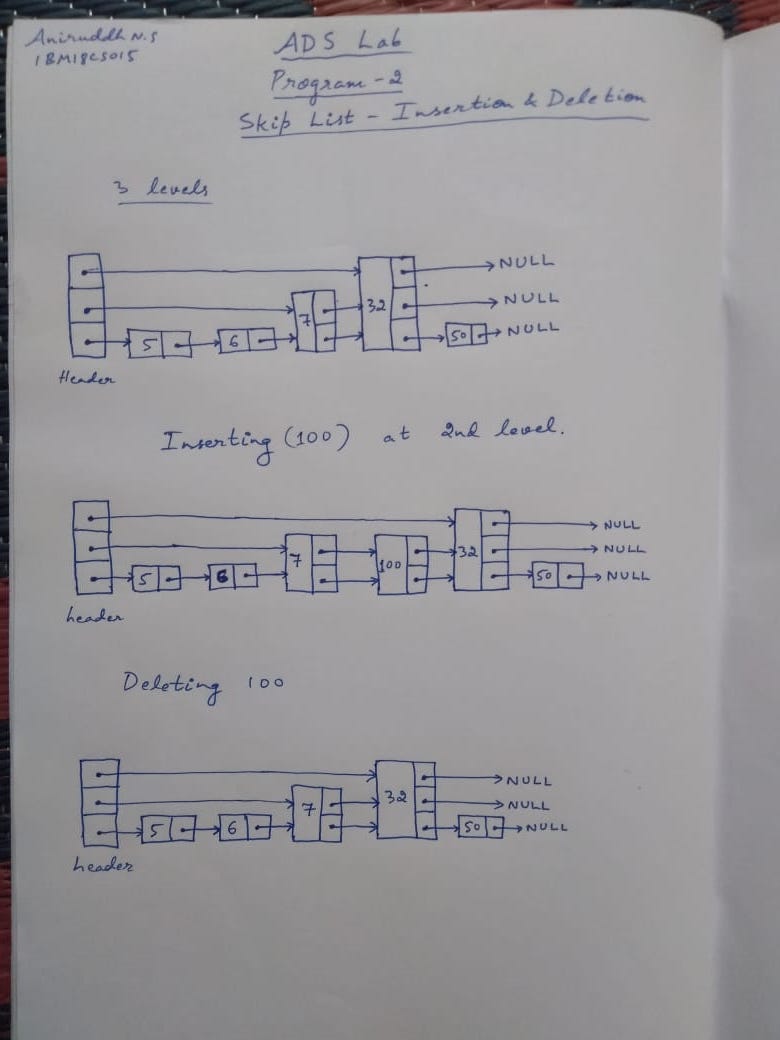 Aniruddh N.S
1BM18CS015
ADS Lab
Program - 2
Skip List - Insertion & Deletion
3 levels
NULL
7 32 NULL
5 6 50 NULL
Header
Inserting (100) at 2nd level.
NULL
7 100 32 NULL
5 6 50 NULL
header
Deleting 100
NULL
7 32 NULL
5 6 50 NULL
header